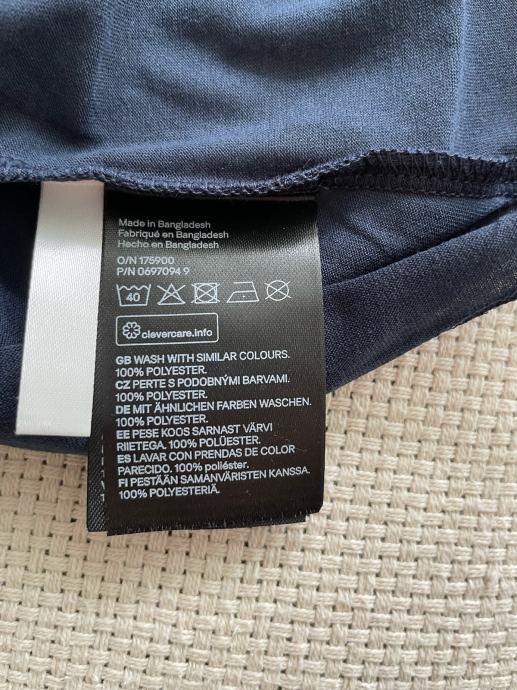 Made in Bangladesh
Fabriqué en Bangladesh
Hecho en Bangladesh
O/N 175900
P/N 0697094 9
40
clevercare.info
GB WASH WITH SIMILAR COLOURS.
100% POLYESTER.
CZ PERTE S PODOBNÝMI BARVAMI.
100% POLYESTER.
DE MIT ÄHNLICHEN FARBEN WASCHEN.
100% POLYESTER.
EE PESE KOOS SARNAST VÄRVI
RIIETEGA. 100% POLÜESTER.
ES LAVAR CON PRENDAS DE COLOR
PARECIDO. 100% poliéster.
FI PESTÄÄN SAMANVÄRISTEN KANSSA.
100% POLYESTERIÄ.